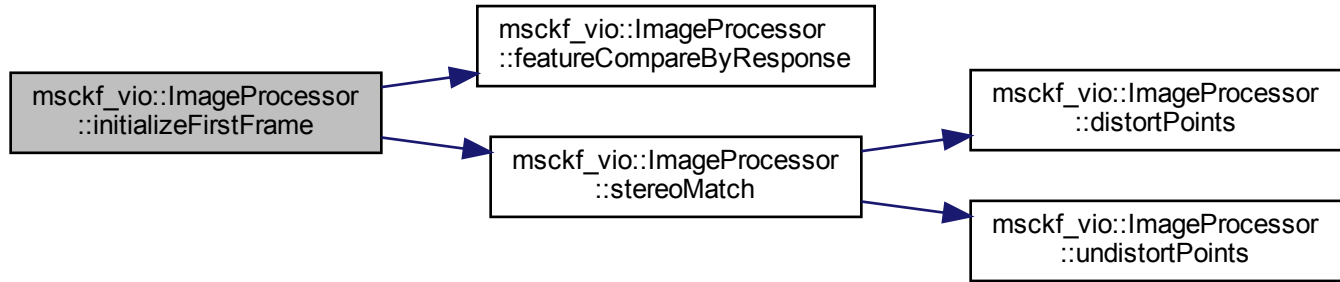 msckf_vio::ImageProcessor
::initializeFirstFrame
msckf_vio::ImageProcessor
::featureCompareByResponse
msckf_vio::ImageProcessor
::stereoMatch
msckf_vio::ImageProcessor
::distortPoints
msckf_vio::ImageProcessor
::undistortPoints